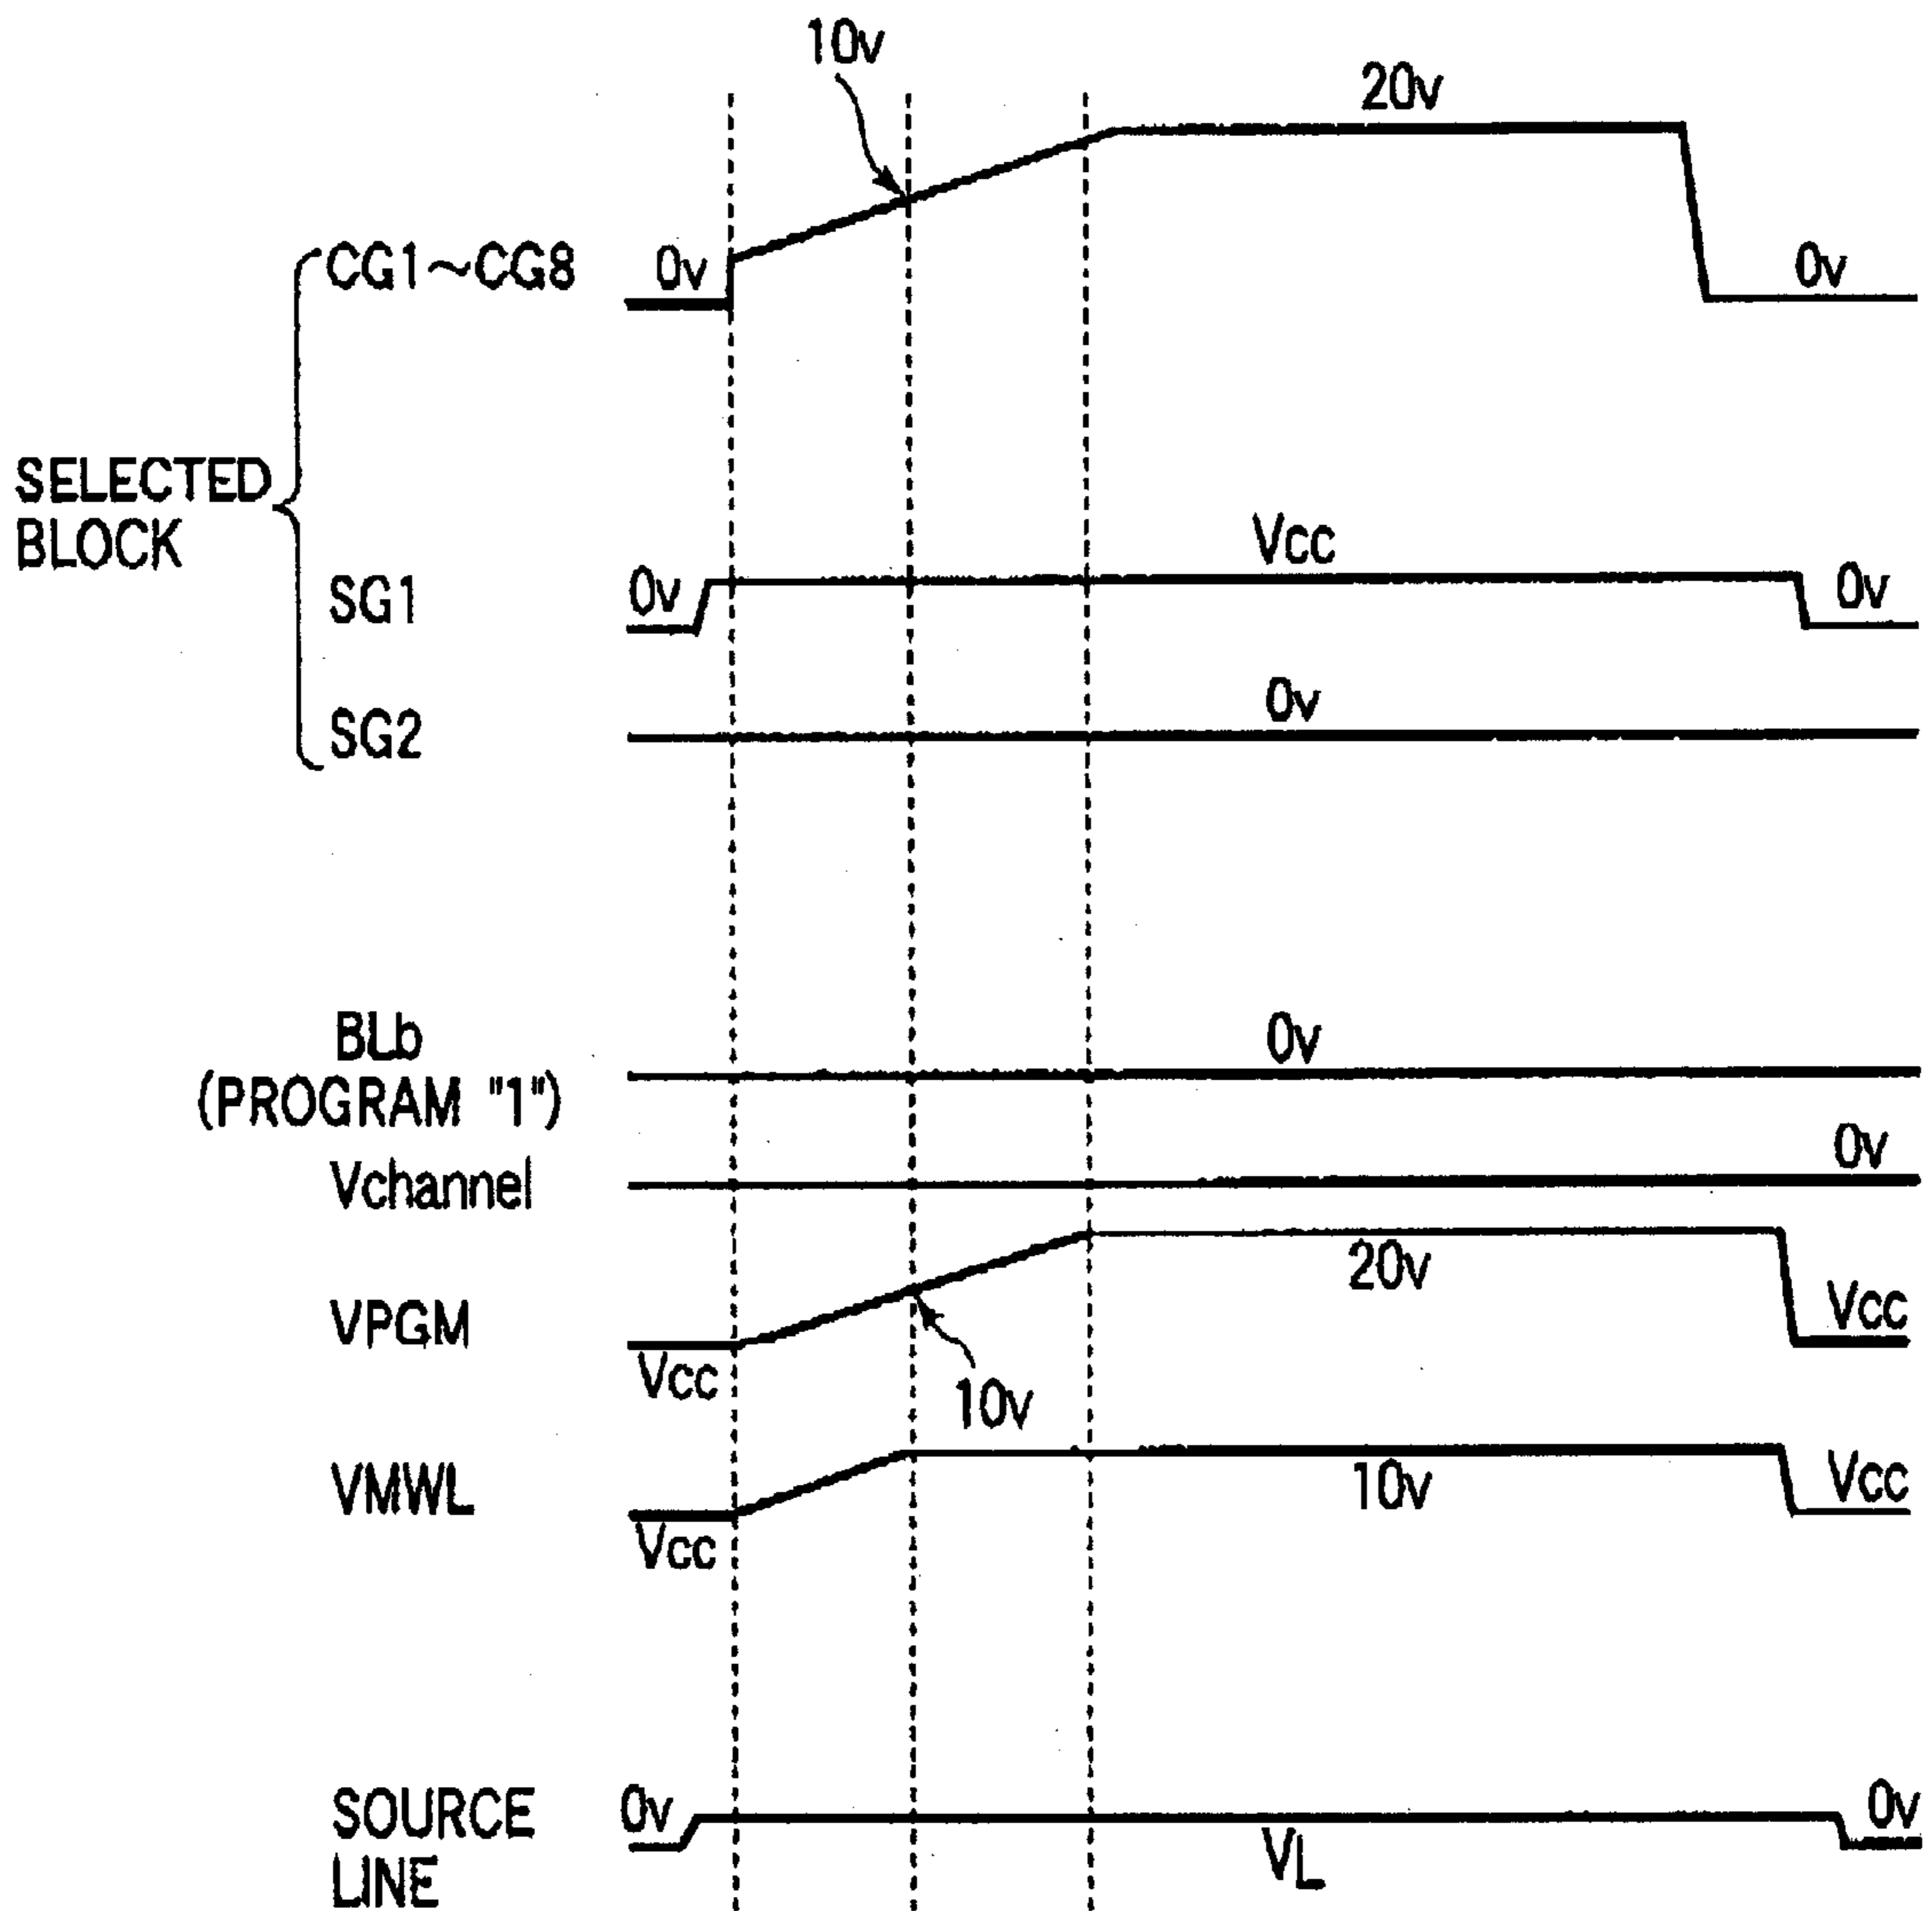 10v
20v
CG1~CG8 0v 0v
SELECTED
BLOCK
Vcc
SG1 0v 0v
0v
SG2
BLb 0v
(PROGRAM "1")
0v
Vchannel
20v
VPGM Vcc
Vcc
10v
VMWL 10v Vcc
Vcc
SOURCE 0v 0v
LINE VL